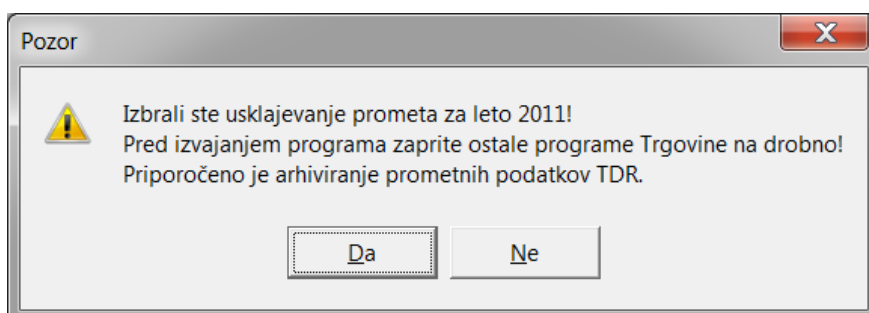 Pozor
Izbrali ste usklajevanje prometa za leto 2011!
Pred izvajanjem programa zaprite ostale programe Trgovine na drobno!
Priporočeno je arhiviranje prometnih podatkov TDR.
Da
Ne